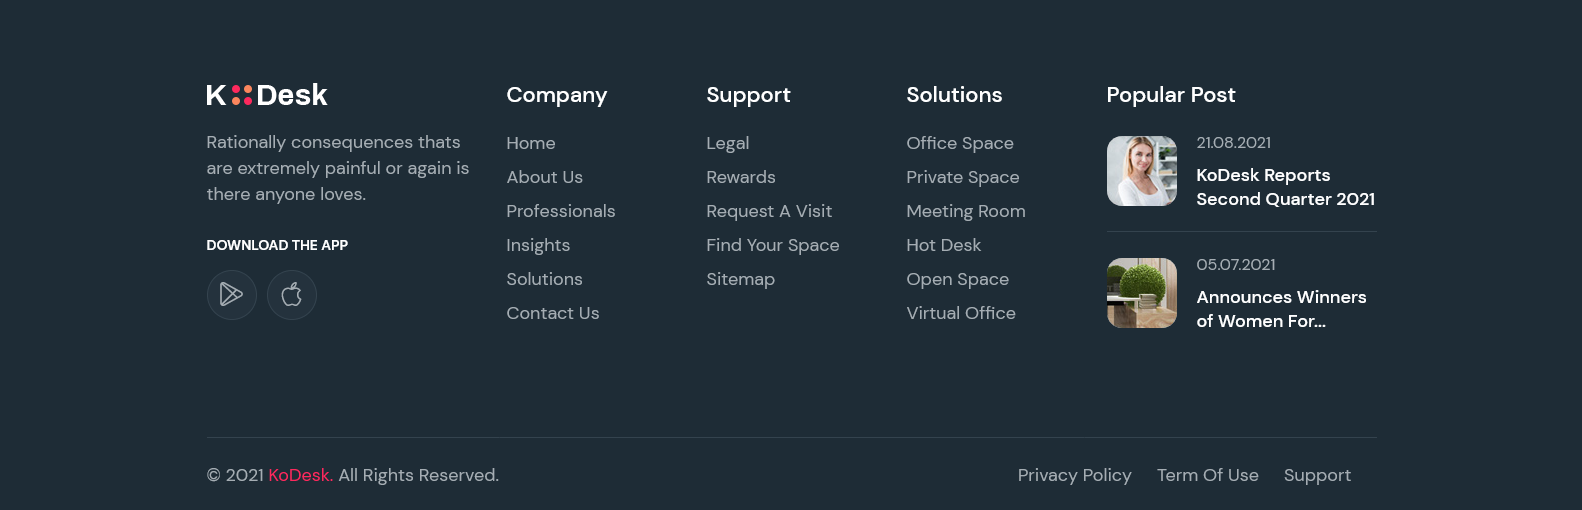 K Desk
Rationally consequences thats
are extremely painful or again is
there anyone loves.
DOWNLOAD THE APP
Company
Home
About Us
Professionals
Insights
Solutions
Contact Us
Support
Legal
Rewards
Request A Visit
Find Your Space
Sitemap
Solutions
Office Space
Private Space
Meeting Room
Hot Desk
Open Space
Virtual Office
Popular Post
21.08.2021
KoDesk Reports
Second Quarter 2021
05.07.2021
Announces Winners
of Women For...
© 2021 KoDesk. All Rights Reserved.
Privacy Policy Term Of Use Support